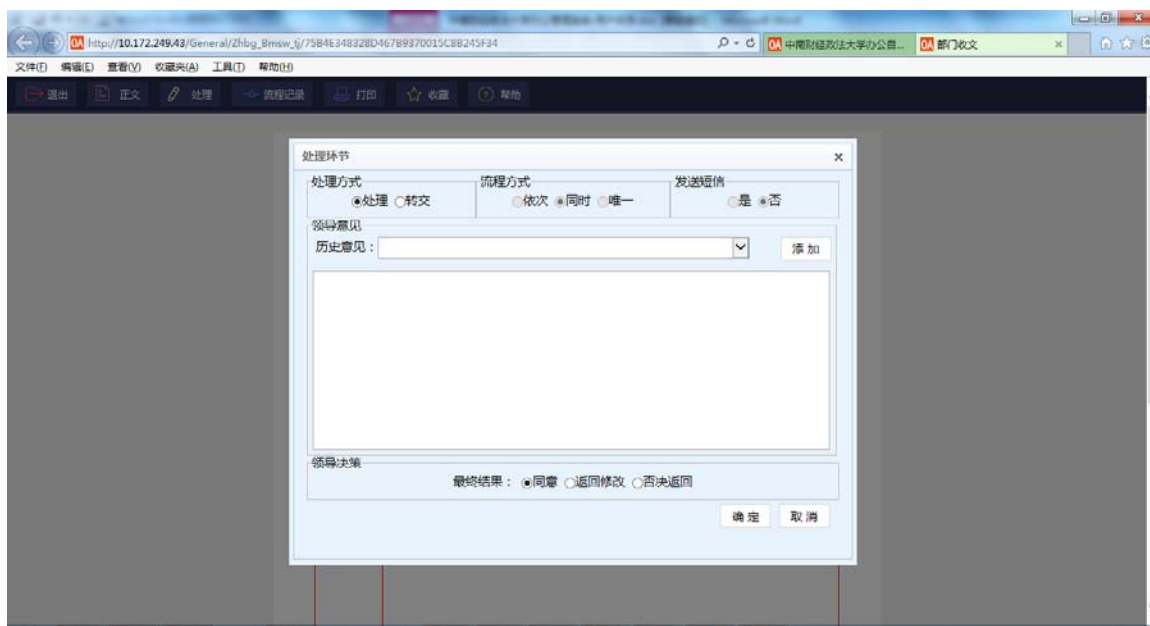 http://10.172.249.43/General/Zhbg_Bmsw_tj/75B4E348328D467B9370015CBB245F34
中南财经政法大学办公自...
部门收文
文件(F) 编辑(E) 查看(V) 收藏夹(A) 工具(T) 帮助(H)
退出 正文 处理 流程记录 打印 收藏 帮助
处理环节
处理方式 流程方式 发送短信
处理 转交 依次 同时 唯一 是 否
领导意见
历史意见： 添 加
领导决策
最终结果： 同意 返回修改 否决返回
确 定 取 消